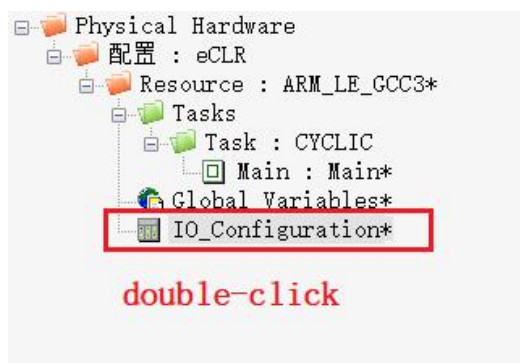 Physical Hardware
配置 : eCLR
Resource : ARM_LE_GCC3*
Tasks
Task : CYCLIC
Main : Main*
Global Variables*
IO_Configuration*
double-click